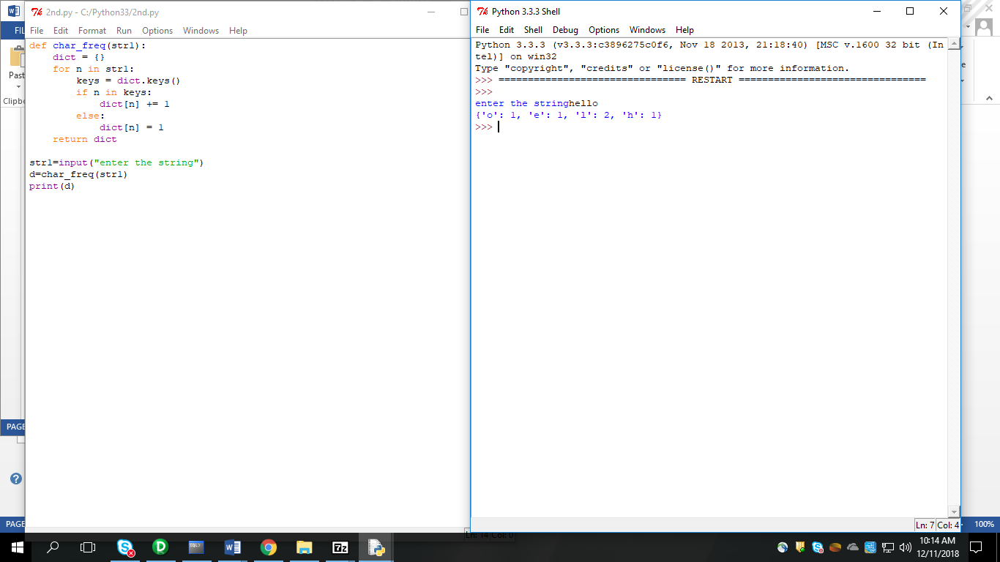 2nd.py - C:/Python33/2nd.py
File Edit Format Run Options Windows Help
def char_freq(str1):
    dict = {}
    for n in str1:
        keys = dict.keys()
        if n in keys:
            dict[n] += 1
        else:
            dict[n] = 1
    return dict
str1=input("enter the string")
d=char_freq(str1)
print(d)
Ln: 14 Col: 0
Python 3.3.3 Shell
File Edit Shell Debug Options Windows Help
Python 3.3.3 (v3.3.3:c3896275c0f6, Nov 18 2013, 21:18:40) [MSC v.1600 32 bit (In
tel)] on win32
Type "copyright", "credits" or "license()" for more information.
>>> ================================ RESTART ================================
>>>
enter the stringhello
{'o': 1, 'e': 1, 'l': 2, 'h': 1}
>>>
Ln: 7 Col: 4
FIL
Past
Clipbo
PAGE
PAGE
100%
TQL>
7z
10:14 AM
12/11/2018